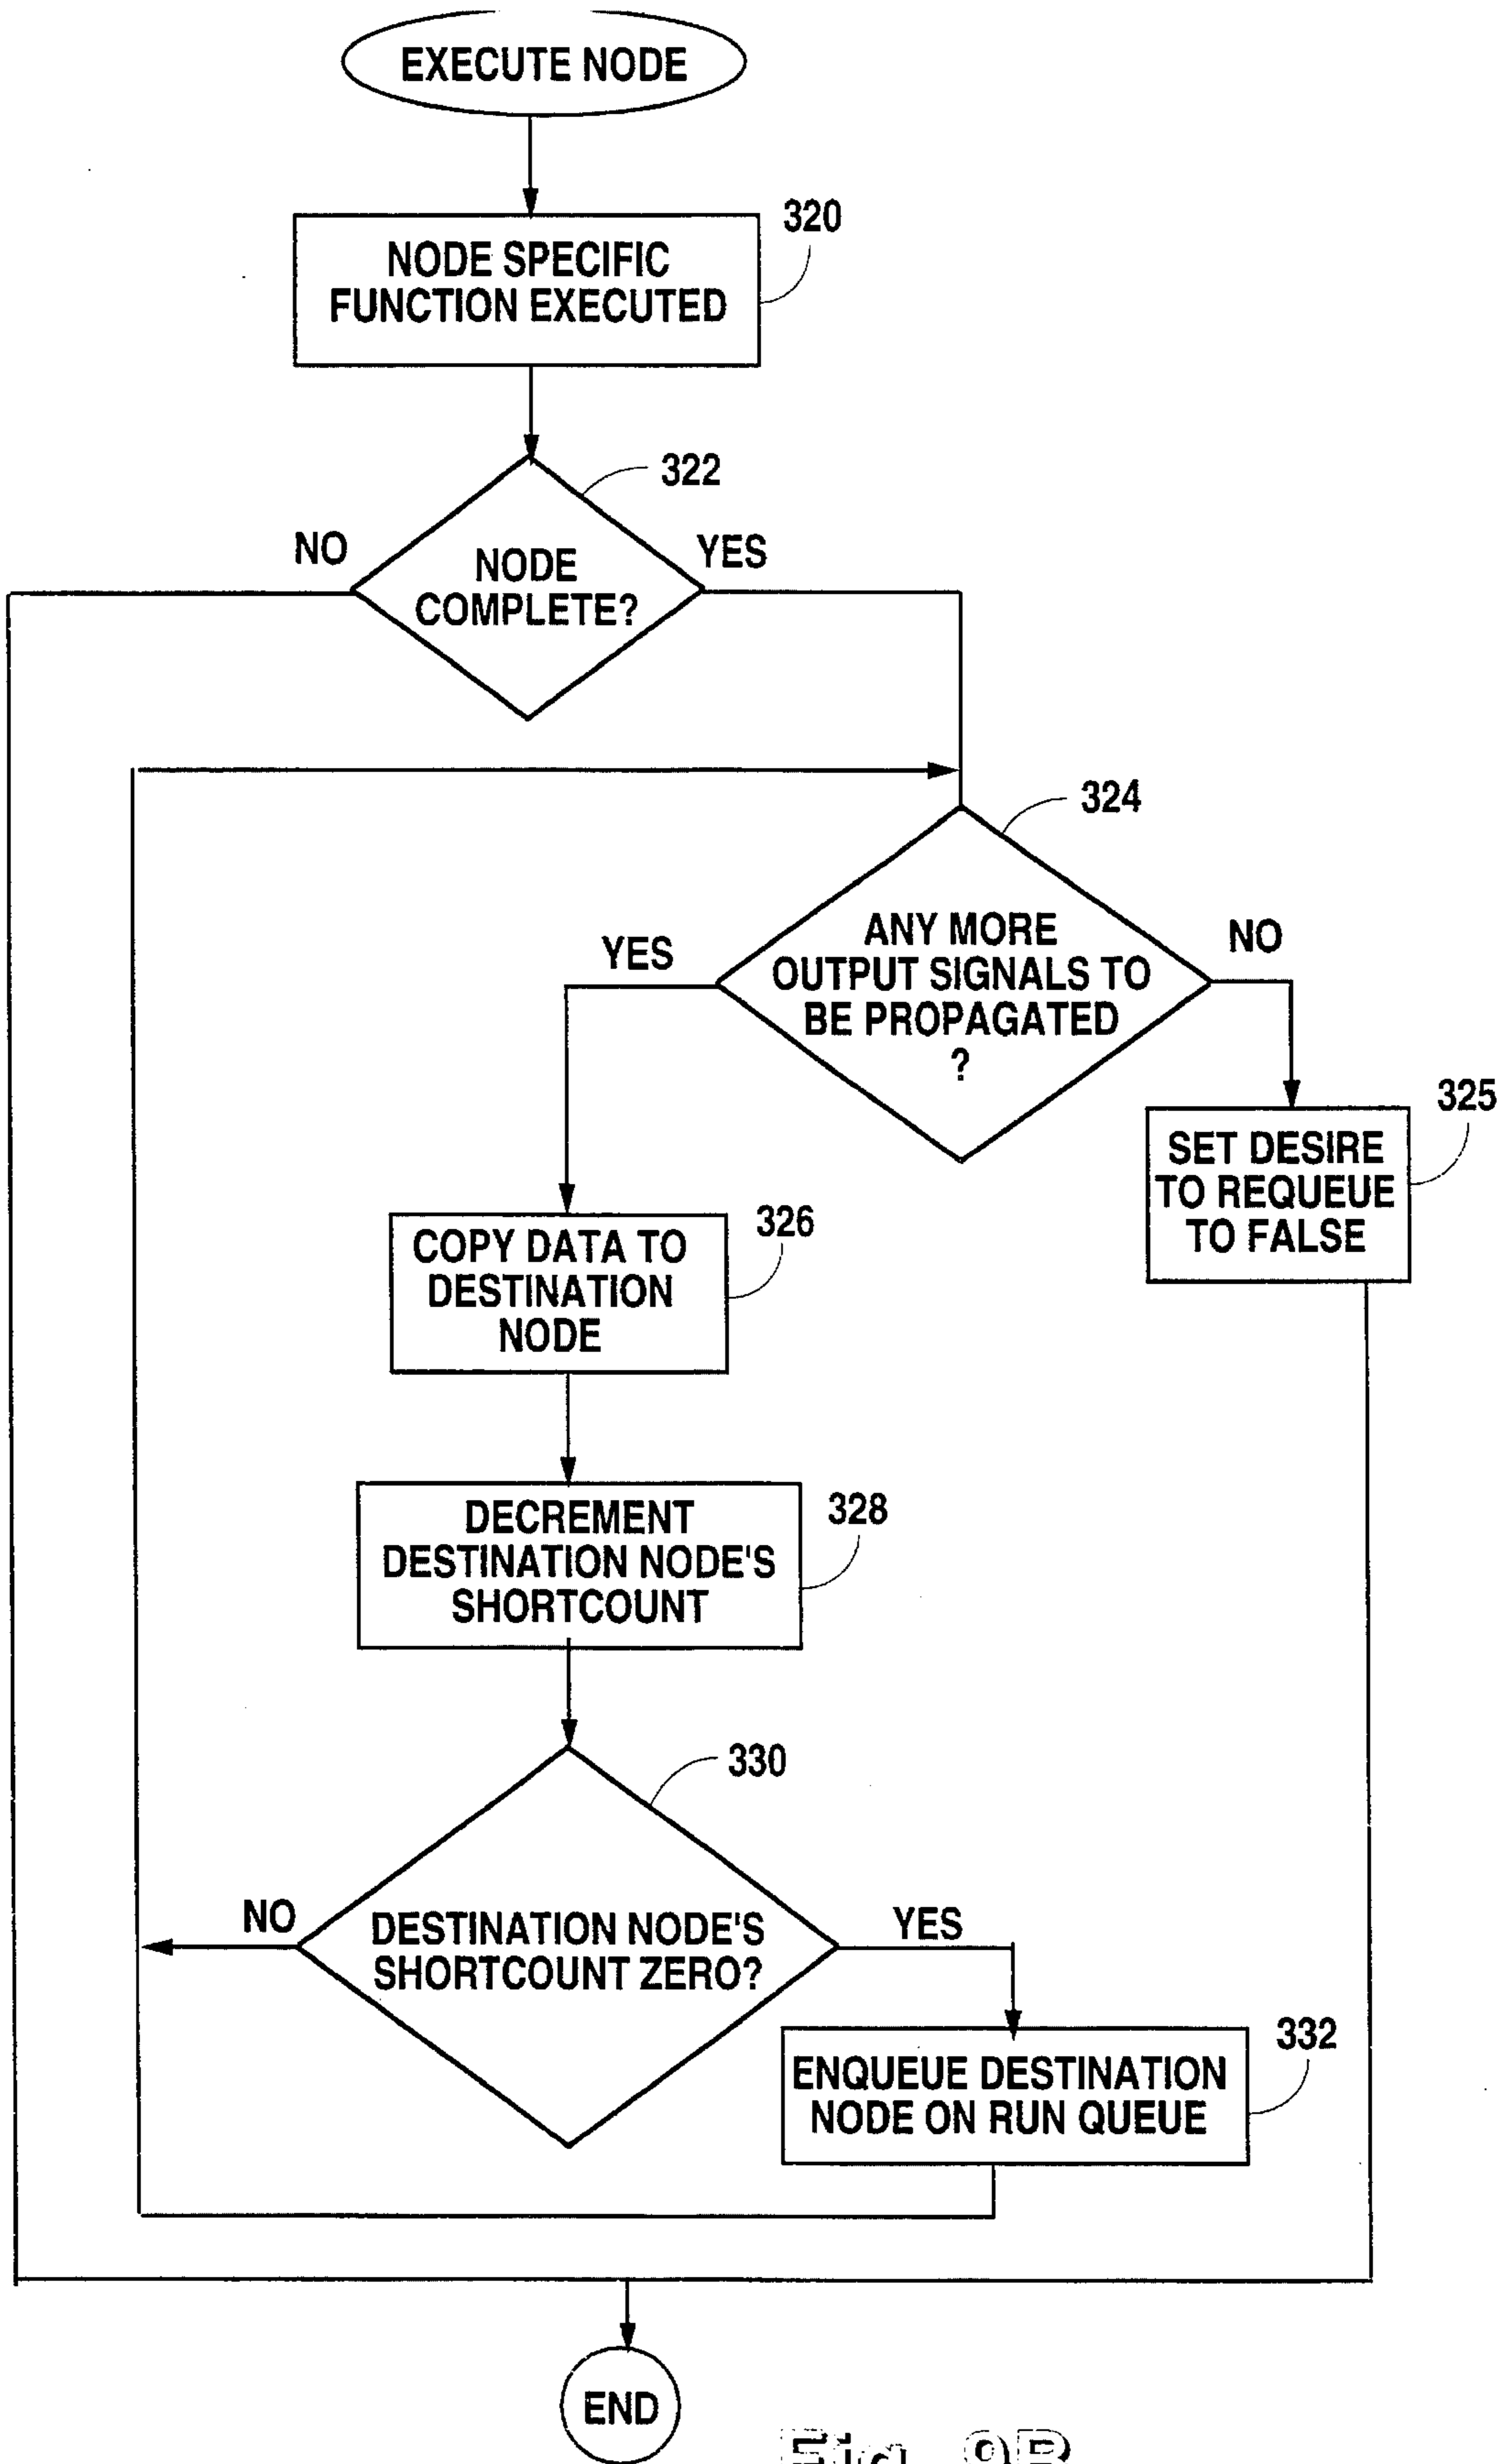 EXECUTE NODE
320
NODE SPECIFIC
FUNCTION EXECUTED
322
NO
YES
NODE
COMPLETE?
324
ANY MORE
OUTPUT SIGNALS TO
BE PROPAGATED
?
YES
NO
325
SET DESIRE
TO REQUEUE
TO FALSE
326
COPY DATA TO
DESTINATION
NODE
328
DECREMENT
DESTINATION NODE'S
SHORTCOUNT
330
NO
DESTINATION NODE'S
SHORTCOUNT ZERO?
YES
332
ENQUEUE DESTINATION
NODE ON RUN QUEUE
END
Fig. 9B